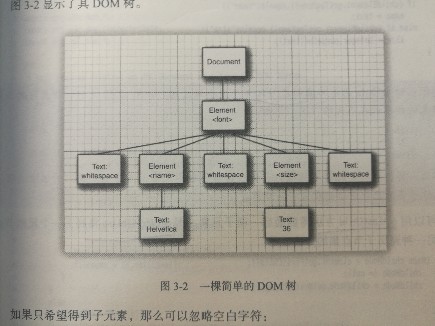 图 3-2 显示了其 DOM 树。
Document
Element
<font>
Text:
whitespace
Element
<name>
Text:
whitespace
Element
<size>
Text:
whitespace
Text:
Helvetica
Text:
36
图 3-2 一棵简单的 DOM 树
如果只希望得到子元素，那么可以忽略空白字符：